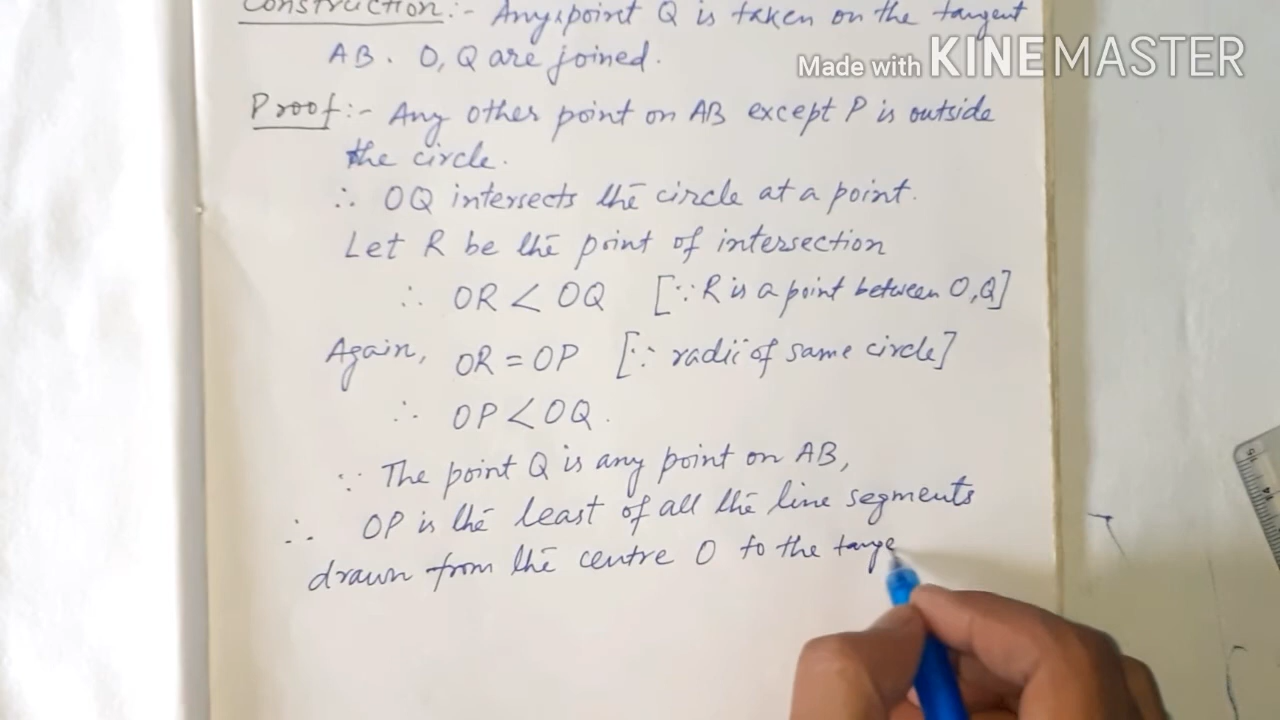 Construction:- Any point Q is taken on the tangent
AB. O, Q are joined.
Made with KINEMASTER
Proof:- Any other point on AB except P is outside
the circle.
∴ OQ intersects the circle at a point.
Let R be the point of intersection
∴ OR < OQ [∵ R is a point between O, Q]
Again, OR = OP [∵ radii of same circle]
∴ OP < OQ.
∵ The point Q is any point on AB,
∴ OP is the least of all the line segments
drawn from the centre O to the tange